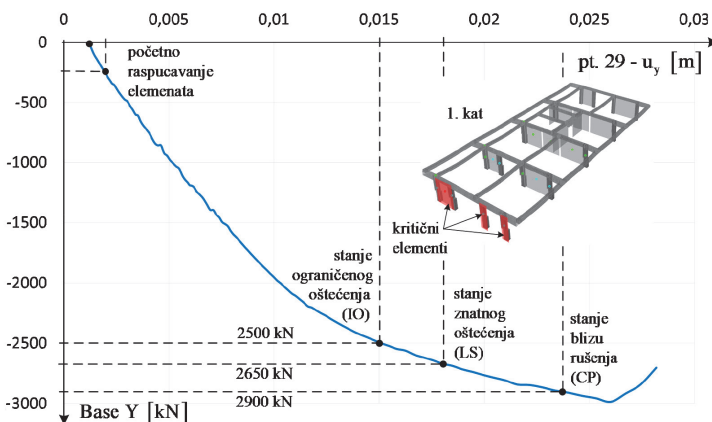 0
0,005
0,01
0,015
0,02
0,025
0,03
pt. 29 - uy [m]
0
-500
-1000
-1500
-2000
-2500
-3000
početno
raspucavanje
elemenata
1. kat
kritični
elementi
stanje
ograničenog
oštećenja
(IO)
stanje
znatnog
oštećenja
(LS)
stanje
blizu
rušenja
(CP)
2500 kN
2650 kN
2900 kN
Base Y [kN]